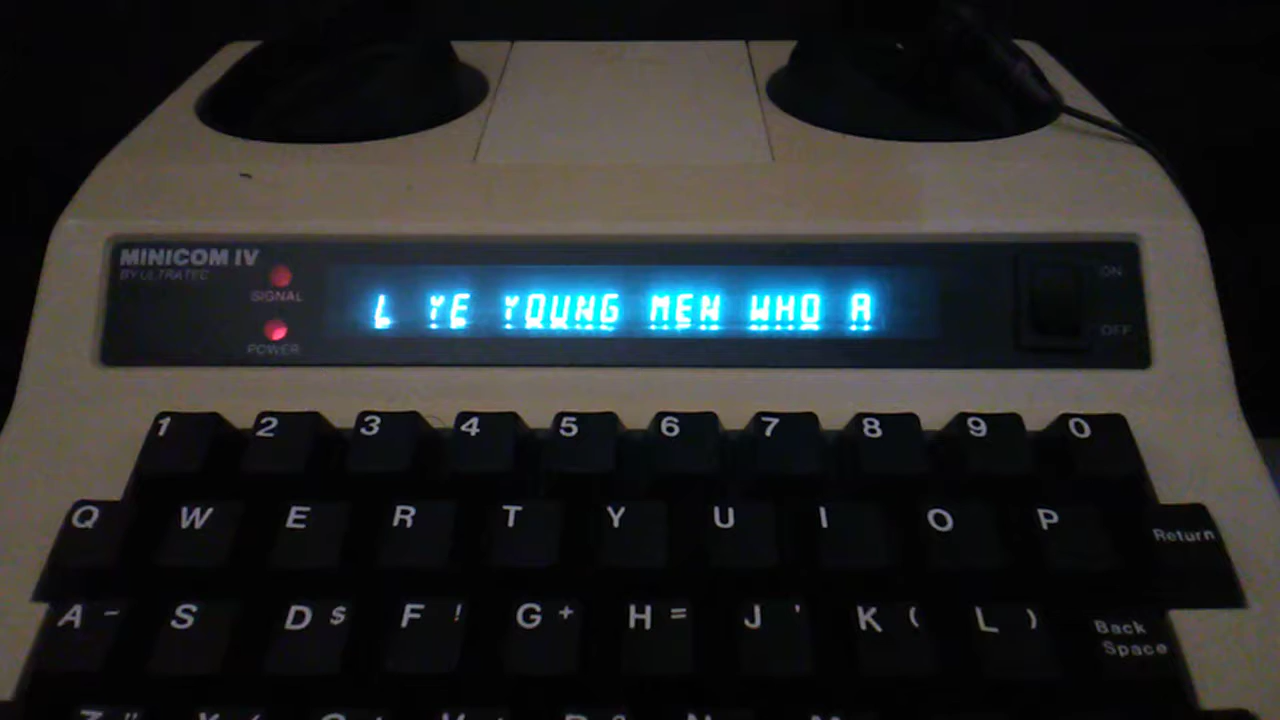 MINICOM IV
BY ULTRATEC
SIGNAL
POWER
L YE YOUNG MEN WHO A
ON
OFF
1 2 3 4 5 6 7 8 9 0
Q W E R T Y U I O P Return
A - S D $ F ! G + H = J ' K ( L ) Back Space